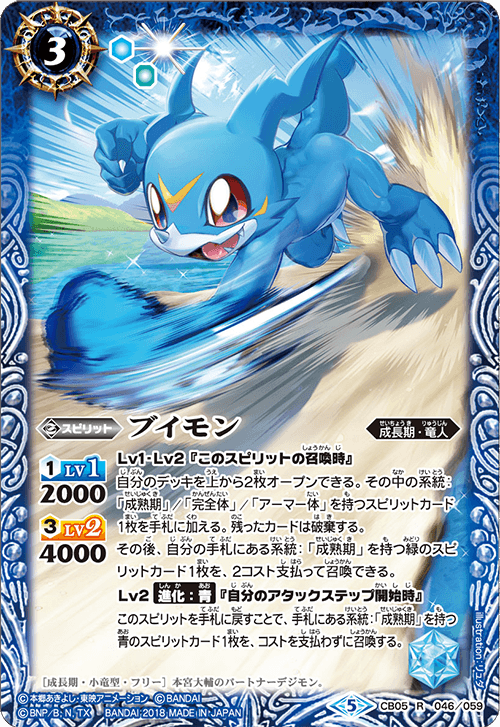 3
スピリット
ブイモン
成長期・竜人
1 LV1
2000
3 LV2
4000
Lv1・Lv2『このスピリットの召喚時』
自分のデッキを上から2枚オープンできる。その中の系統:
「成熟期」/「完全体」/「アーマー体」を持つスピリットカード
1枚を手札に加える。残ったカードは破棄する。
その後、自分の手札にある系統:「成熟期」を持つ緑のスピ
リットカード1枚を、2コスト支払って召喚できる。
Lv2 進化:青 『自分のアタックステップ開始時』
このスピリットを手札に戻すことで、手札にある系統:「成熟期」を持つ
青のスピリットカード1枚を、コストを支払わずに召喚する。
[成長期・小竜型・フリー] 本宮大輔のパートナーデジモン。
©本郷あきよし・東映アニメーション ©BANDAI
©BNP/B, N, TX BANDAI 2018 MADE IN JAPAN
5
CB05 R 046/059